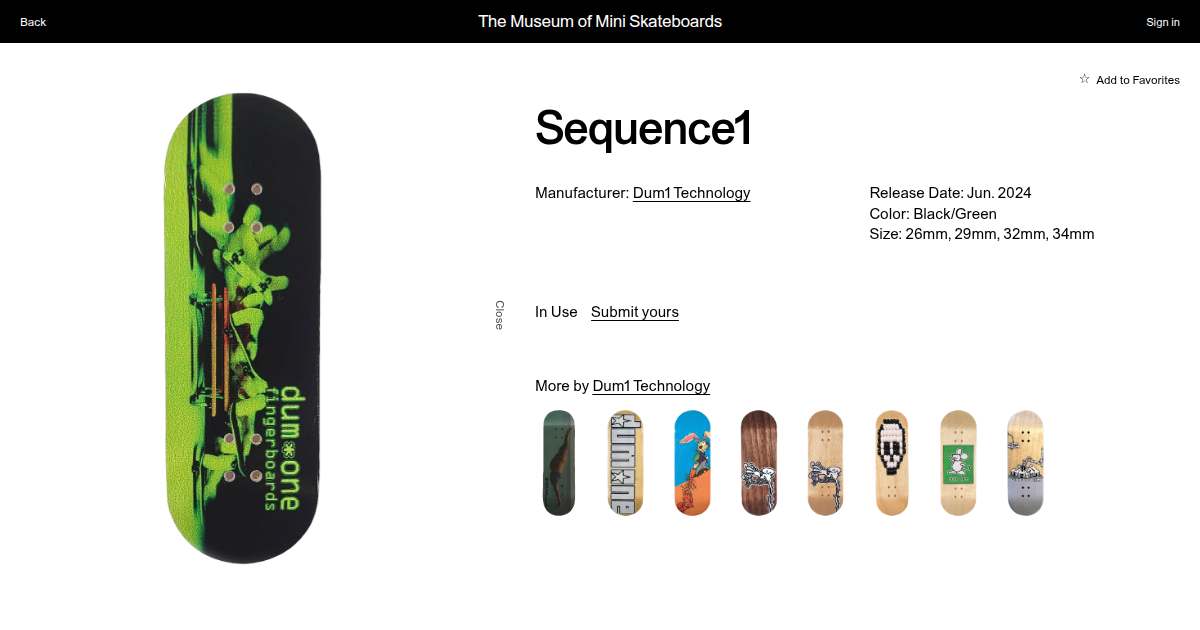 Back
The Museum of Mini Skateboards
Sign in
☆ Add to Favorites
Sequence1
Manufacturer: Dum1 Technology
Release Date: Jun. 2024
Color: Black/Green
Size: 26mm, 29mm, 32mm, 34mm
Close
In Use Submit yours
More by Dum1 Technology
dum*one
fingerboards